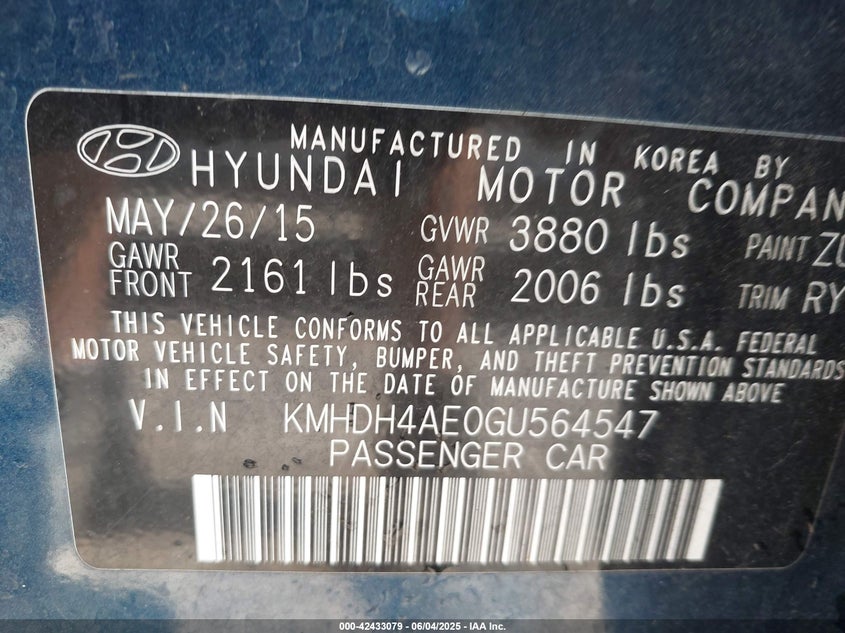 MANUFACTURED IN KOREA BY
HYUNDAI MOTOR COMPAN
MAY/26/15 GVWR 3880 lbs PAINT ZU
GAWR FRONT 2161 lbs GAWR REAR 2006 lbs TRIM RY
THIS VEHICLE CONFORMS TO ALL APPLICABLE U.S.A. FEDERAL
MOTOR VEHICLE SAFETY, BUMPER, AND THEFT PREVENTION STANDARDS
IN EFFECT ON THE DATE OF MANUFACTURE SHOWN ABOVE
V.I.N KMHDH4AE0GU564547
PASSENGER CAR
000-42433079 - 06/04/2025 - IAA Inc.